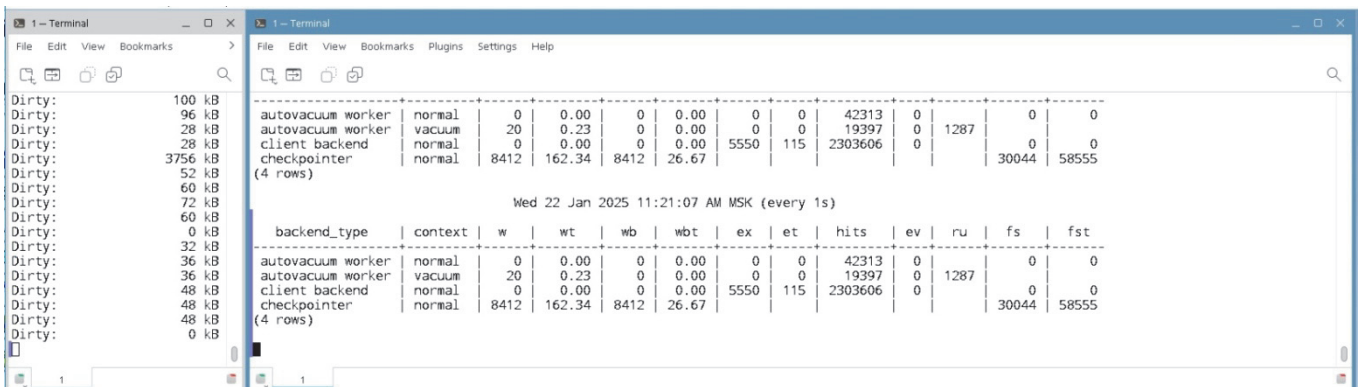 1 — Terminal
File Edit View Bookmarks >
Dirty: 100 kB
Dirty: 96 kB
Dirty: 28 kB
Dirty: 28 kB
Dirty: 3756 kB
Dirty: 52 kB
Dirty: 60 kB
Dirty: 72 kB
Dirty: 60 kB
Dirty: 0 kB
Dirty: 32 kB
Dirty: 36 kB
Dirty: 36 kB
Dirty: 48 kB
Dirty: 48 kB
Dirty: 48 kB
Dirty: 0 kB
1
1 — Terminal
File Edit View Bookmarks Plugins Settings Help
-------------------+---------+------+--------+------+-------+------+-----+---------+----+------+-------+-------
autovacuum worker | normal | 0 | 0.00 | 0 | 0.00 | 0 | 0 | 42313 | 0 | | 0 | 0
autovacuum worker | vacuum | 20 | 0.23 | 0 | 0.00 | 0 | 0 | 19397 | 0 | 1287 | |
client backend | normal | 0 | 0.00 | 0 | 0.00 | 5550 | 115 | 2303606 | 0 | | 0 | 0
checkpointer | normal | 8412 | 162.34 | 8412 | 26.67 | | | | | | 30044 | 58555
(4 rows)
Wed 22 Jan 2025 11:21:07 AM MSK (every 1s)
backend_type | context | w | wt | wb | wbt | ex | et | hits | ev | ru | fs | fst
-------------------+---------+------+--------+------+-------+------+-----+---------+----+------+-------+-------
autovacuum worker | normal | 0 | 0.00 | 0 | 0.00 | 0 | 0 | 42313 | 0 | | 0 | 0
autovacuum worker | vacuum | 20 | 0.23 | 0 | 0.00 | 0 | 0 | 19397 | 0 | 1287 | |
client backend | normal | 0 | 0.00 | 0 | 0.00 | 5550 | 115 | 2303606 | 0 | | 0 | 0
checkpointer | normal | 8412 | 162.34 | 8412 | 26.67 | | | | | | 30044 | 58555
(4 rows)
1